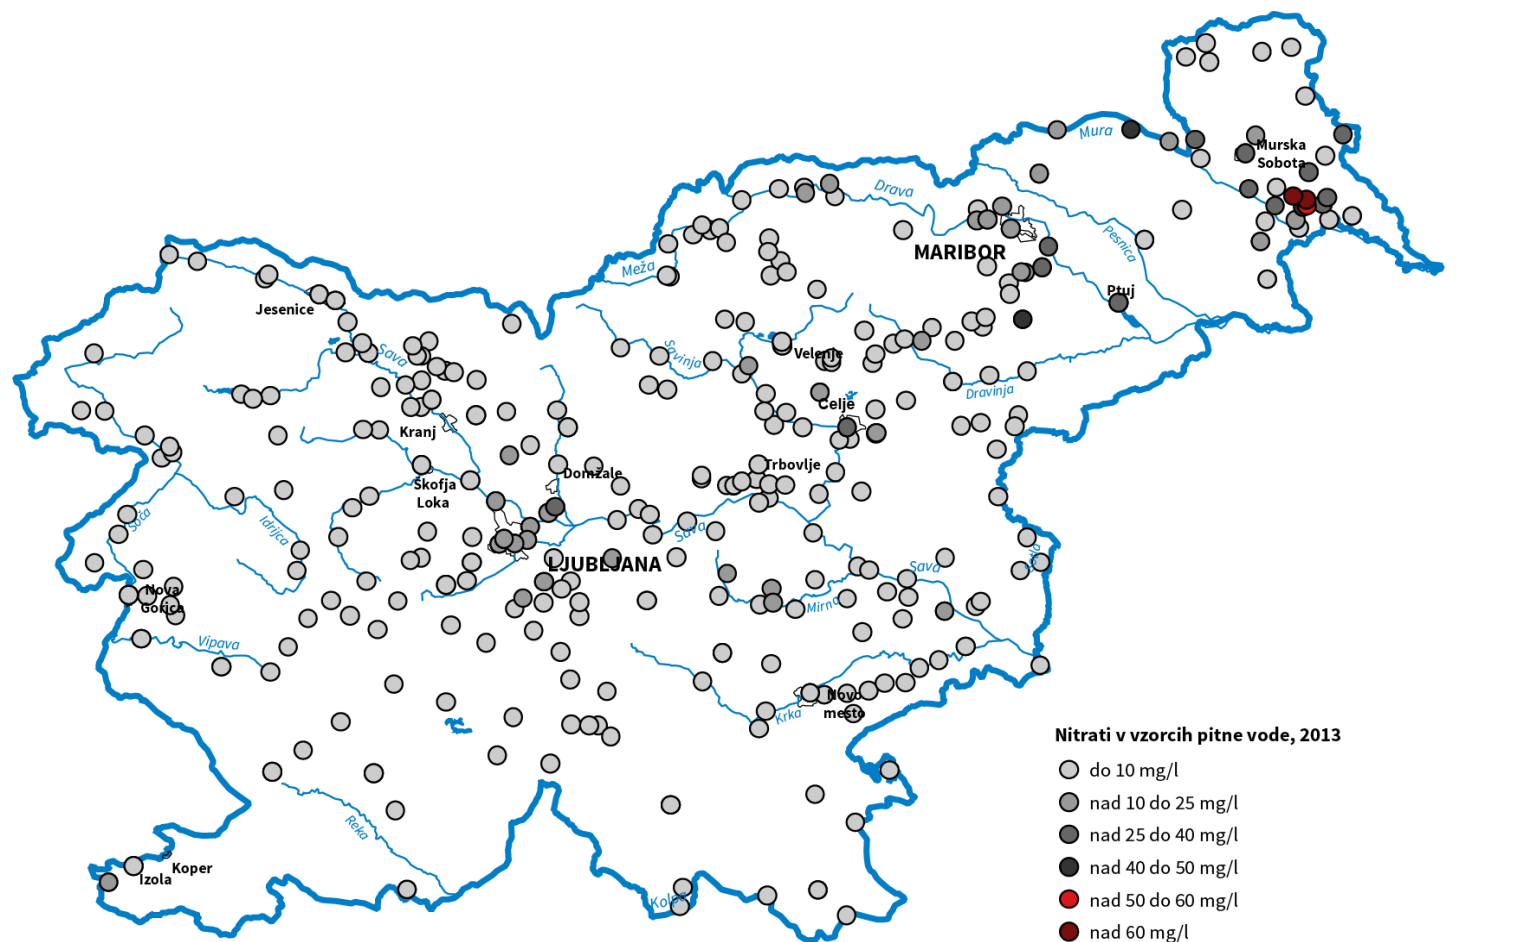 Mura
Murska
Sobota
Drava
Pesnica
MARIBOR
Meža
Ptuj
Jesenice
Sava
Savinja
Velenje
Dravinja
Celje
Kranj
Trbovlje
Domžale
Škofja
Loka
Soča
Idrijca
Sava
LJUBLJANA
Sava
Sotla
Nova
Gorica
Mirna
Vipava
Novo
mesto
Krka
Reka
Koper
Izola
Kolpa
Nitrati v vzorcih pitne vode, 2013
do 10 mg/l
nad 10 do 25 mg/l
nad 25 do 40 mg/l
nad 40 do 50 mg/l
nad 50 do 60 mg/l
nad 60 mg/l